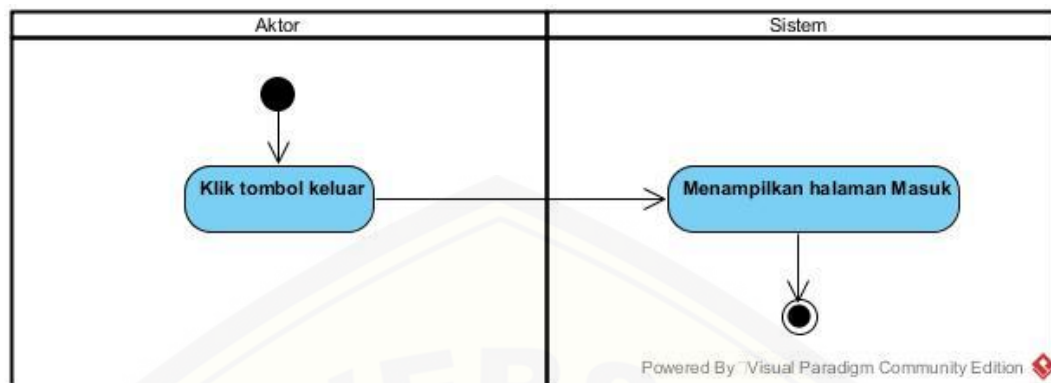 Aktor
Sistem
Klik tombol keluar
Menampilkan halaman Masuk
Powered By Visual Paradigm Community Edition